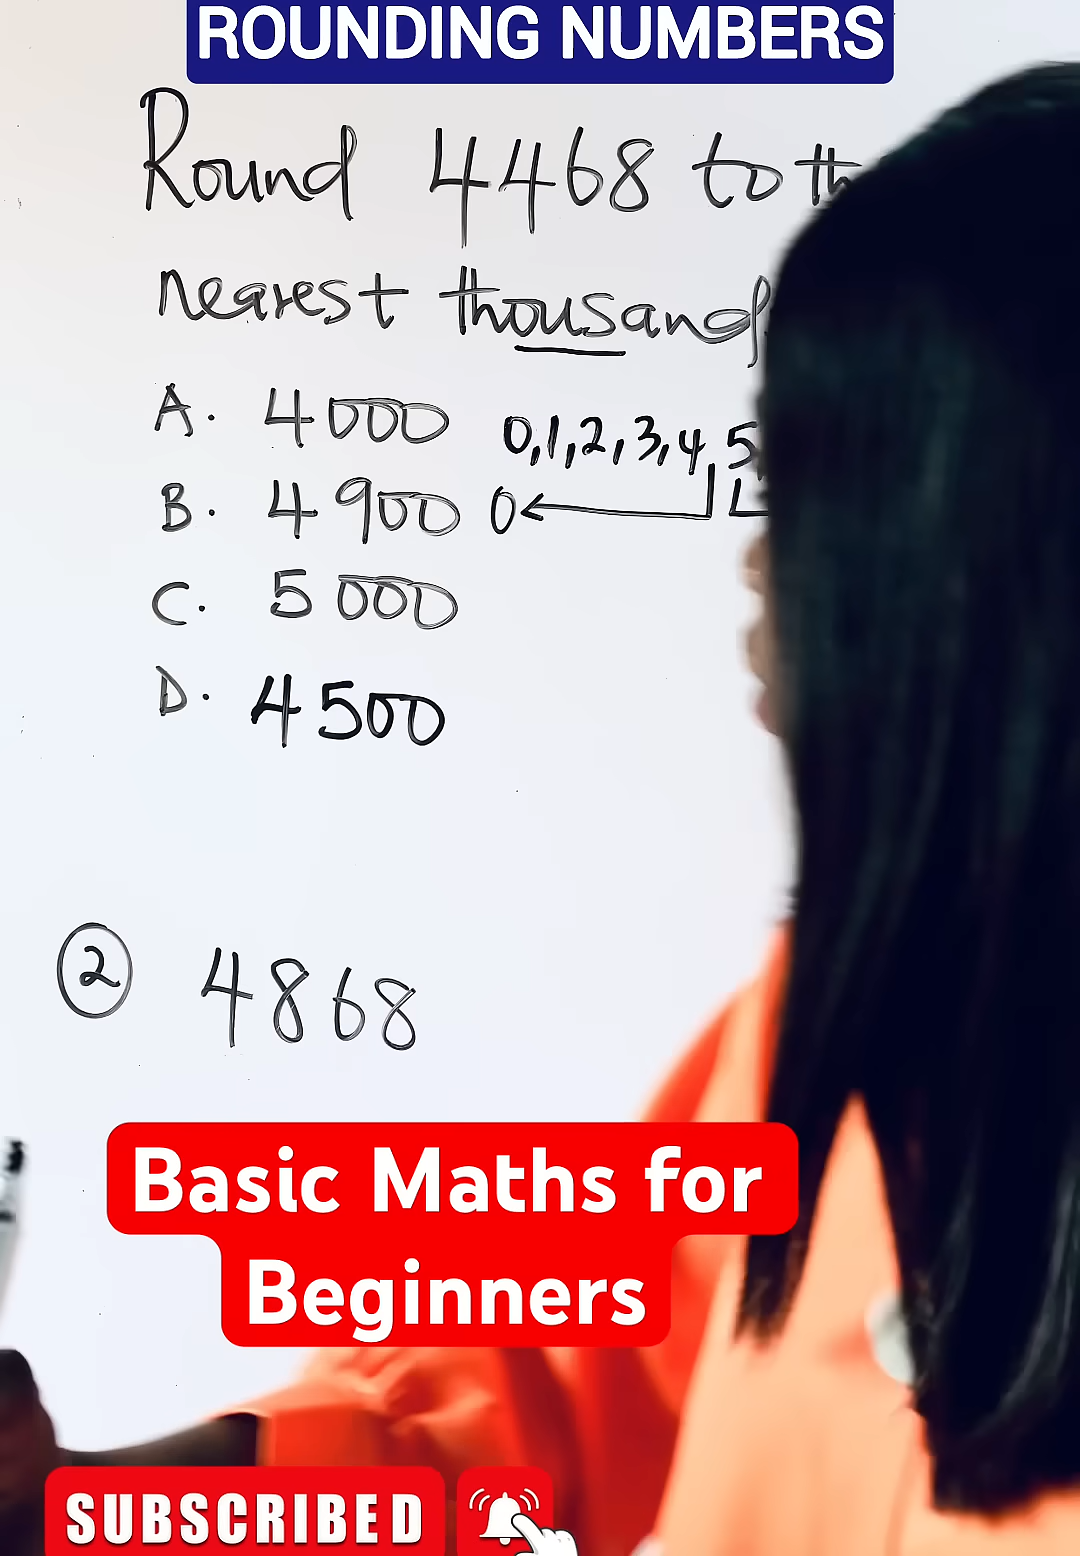 ROUNDING NUMBERS
Round 4468 to th
nearest thousand
A. 4000
0,1,2,3,4,5
B. 4900
0
C. 5000
D. 4500
2 4868
Basic Maths for
Beginners
SUBSCRIBED